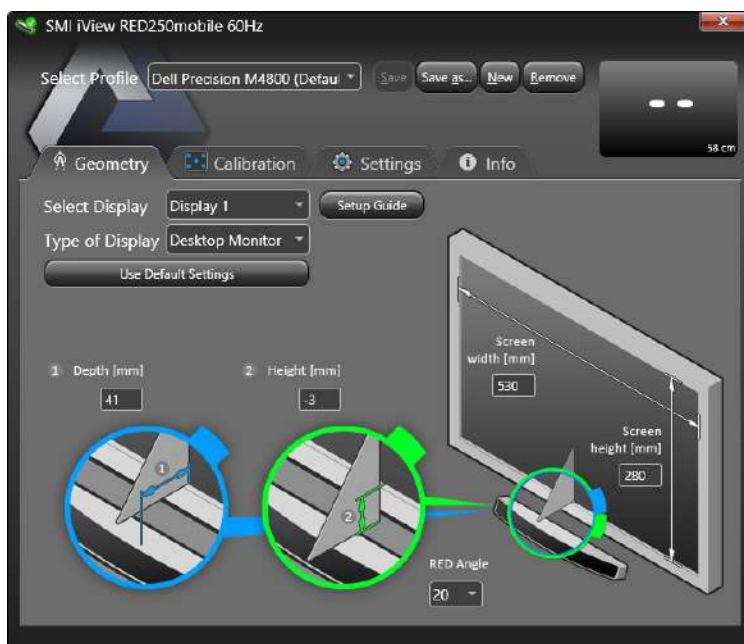 SMI iView RED250mobile 60Hz
Select Profile Dell Precision M4800 (Defaul Save Save as... New Remove
58 cm
Geometry Calibration Settings Info
Select Display Display 1 Setup Guide
Type of Display Desktop Monitor
Use Default Settings
Screen
width [mm]
530
1 Depth [mm] 2 Height [mm]
41 -3
Screen
height [mm]
280
1
2
RED Angle
20